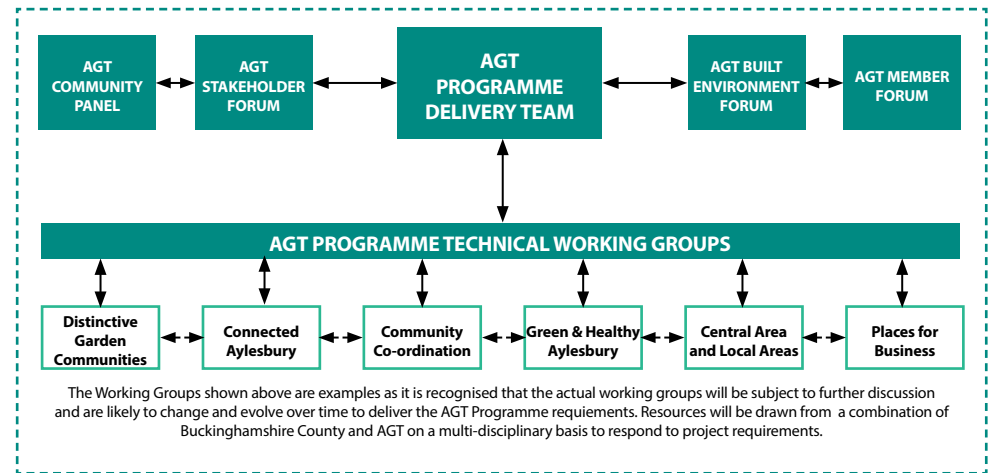 AGT
COMMUNITY
PANEL
AGT
STAKEHOLDER
FORUM
AGT
PROGRAMME
DELIVERY TEAM
AGT BUILT
ENVIRONMENT
FORUM
AGT MEMBER
FORUM
AGT PROGRAMME TECHNICAL WORKING GROUPS
Distinctive
Garden
Communities
Connected
Aylesbury
Community
Co-ordination
Green & Healthy
Aylesbury
Central Area
and Local Areas
Places for
Business
The Working Groups shown above are examples as it is recognised that the actual working groups will be subject to further discussion
and are likely to change and evolve over time to deliver the AGT Programme requiements. Resources will be drawn from a combination of
Buckinghamshire County and AGT on a multi-disciplinary basis to respond to project requirements.